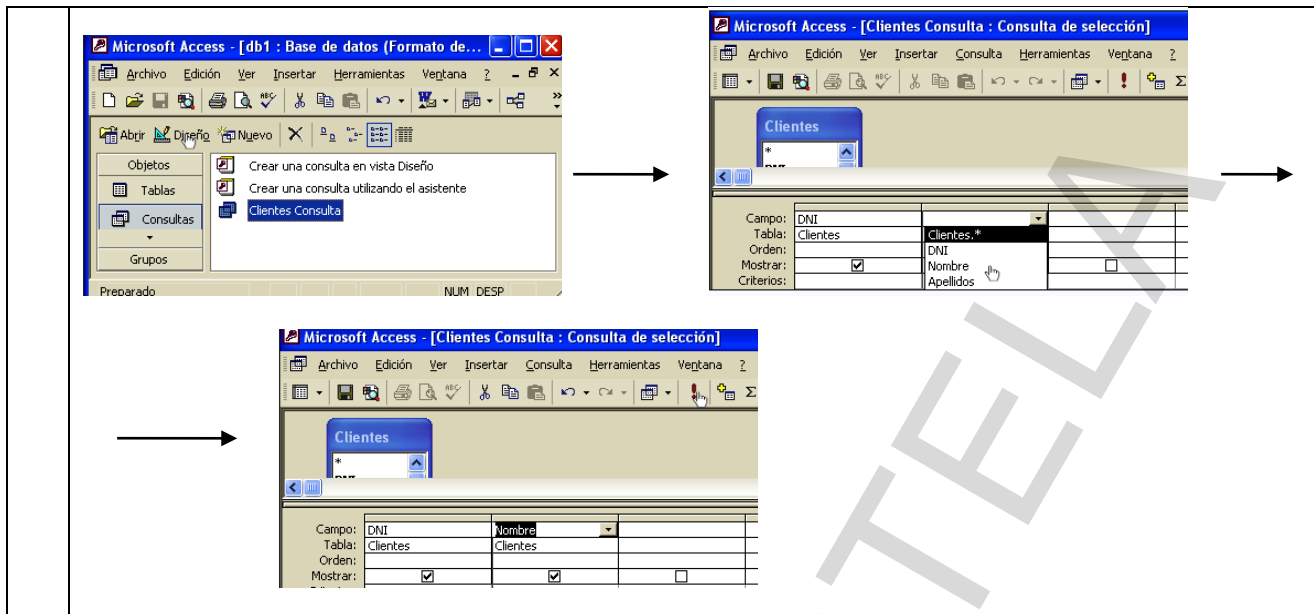 Microsoft Access - [db1 : Base de datos (Formato de...
Archivo Edición Ver Insertar Herramientas Ventana ?
Abrir Diseño Nuevo
Objetos
Tablas
Consultas
Grupos
Crear una consulta en vista Diseño
Crear una consulta utilizando el asistente
Clientes Consulta
Preparado NUM DESP
Microsoft Access - [Clientes Consulta : Consulta de selección]
Archivo Edición Ver Insertar Consulta Herramientas Ventana ?
Clientes
*
Campo: DNI
Tabla: Clientes Clientes.*
Orden: DNI
Mostrar: Nombre
Criterios: Apellidos
Microsoft Access - [Clientes Consulta : Consulta de selección]
Archivo Edición Ver Insertar Consulta Herramientas Ventana ?
Clientes
*
Campo: DNI Nombre
Tabla: Clientes Clientes
Orden:
Mostrar:
TELA